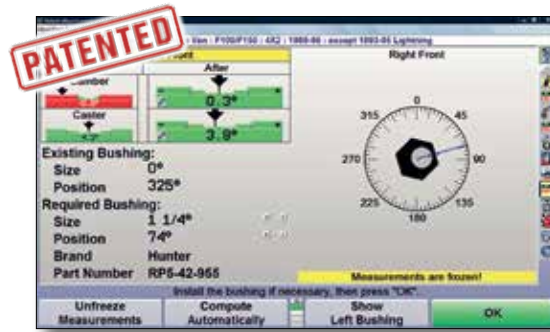 PATENTED
Van : F100/F150 : 4X2 : 1980-96 : except 1993-95 Lightning
Front
Right Front
Camber
After
0.3°
Caster
3.8°
0
45
90
135
180
225
270
315
Existing Bushing:
Size 0°
Position 325°
Required Bushing:
Size 1 1/4°
Position 74°
Brand Hunter
Part Number RP5-42-955
Measurements are frozen!
Install the bushing if necessary, then press "OK".
Unfreeze Measurements
Compute Automatically
Show Left Bushing
OK